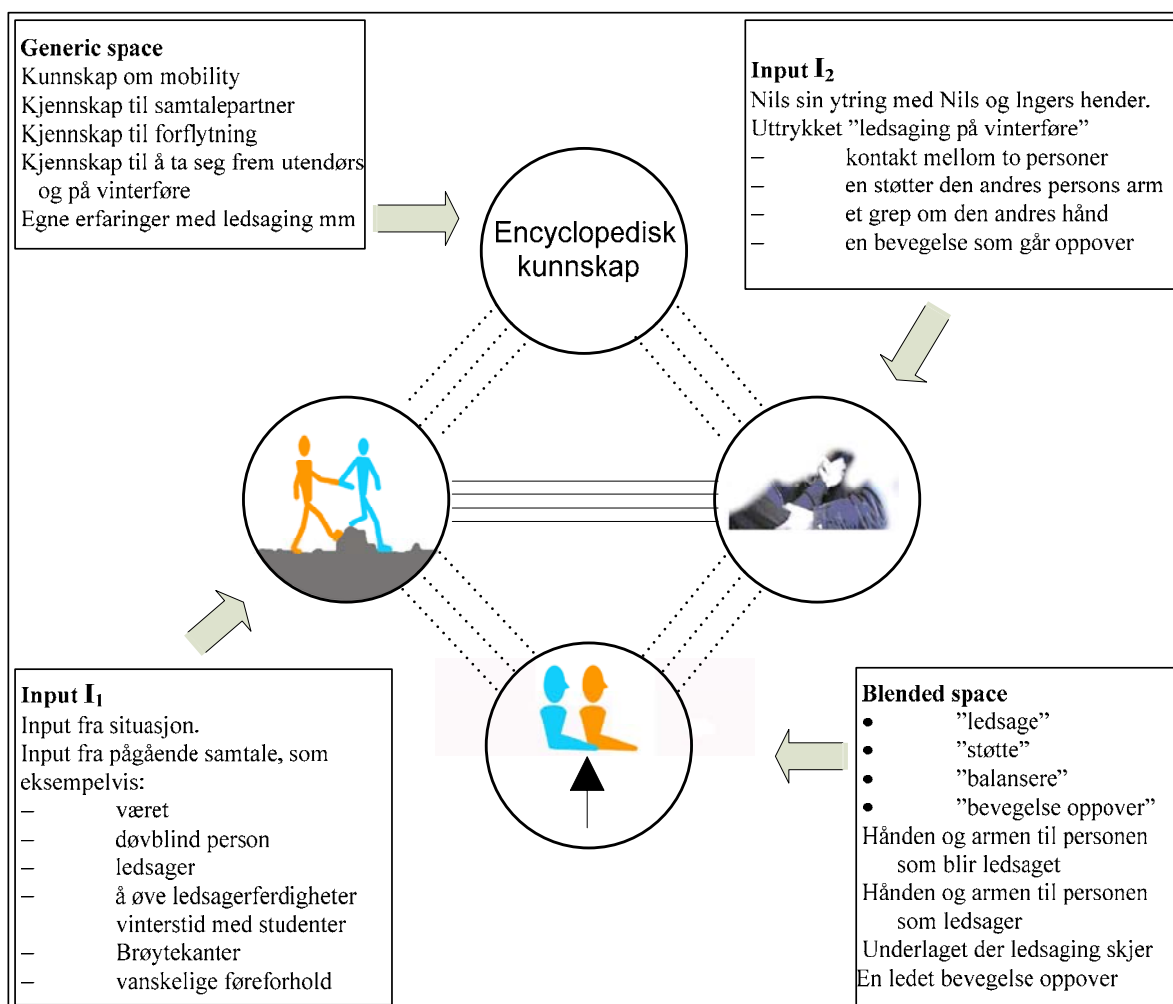 Generic space
Kunnskap om mobility
Kjennskap til samtalepartner
Kjennskap til forflytning
Kjennskap til å ta seg frem utendørs
og på vinterføre
Egne erfaringer med ledsaging mm
Input I₂
Nils sin ytring med Nils og Ingers hender.
Uttrykket ”ledsaging på vinterføre”
– kontakt mellom to personer
– en støtter den andres persons arm
– et grep om den andres hånd
– en bevegelse som går oppover
Encyclopedisk
kunnskap
Input I₁
Input fra situasjon.
Input fra pågående samtale, som
eksempelvis:
– været
– døvblind person
– ledsager
– å øve ledsagerferdigheter
vinterstid med studenter
– Brøytekanter
– vanskelige føreforhold
Blended space
● ”ledsage”
● ”støtte”
● ”balansere”
● ”bevegelse oppover”
Hånden og armen til personen
som blir ledsaget
Hånden og armen til personen
som ledsager
Underlaget der ledsaging skjer
En ledet bevegelse oppover